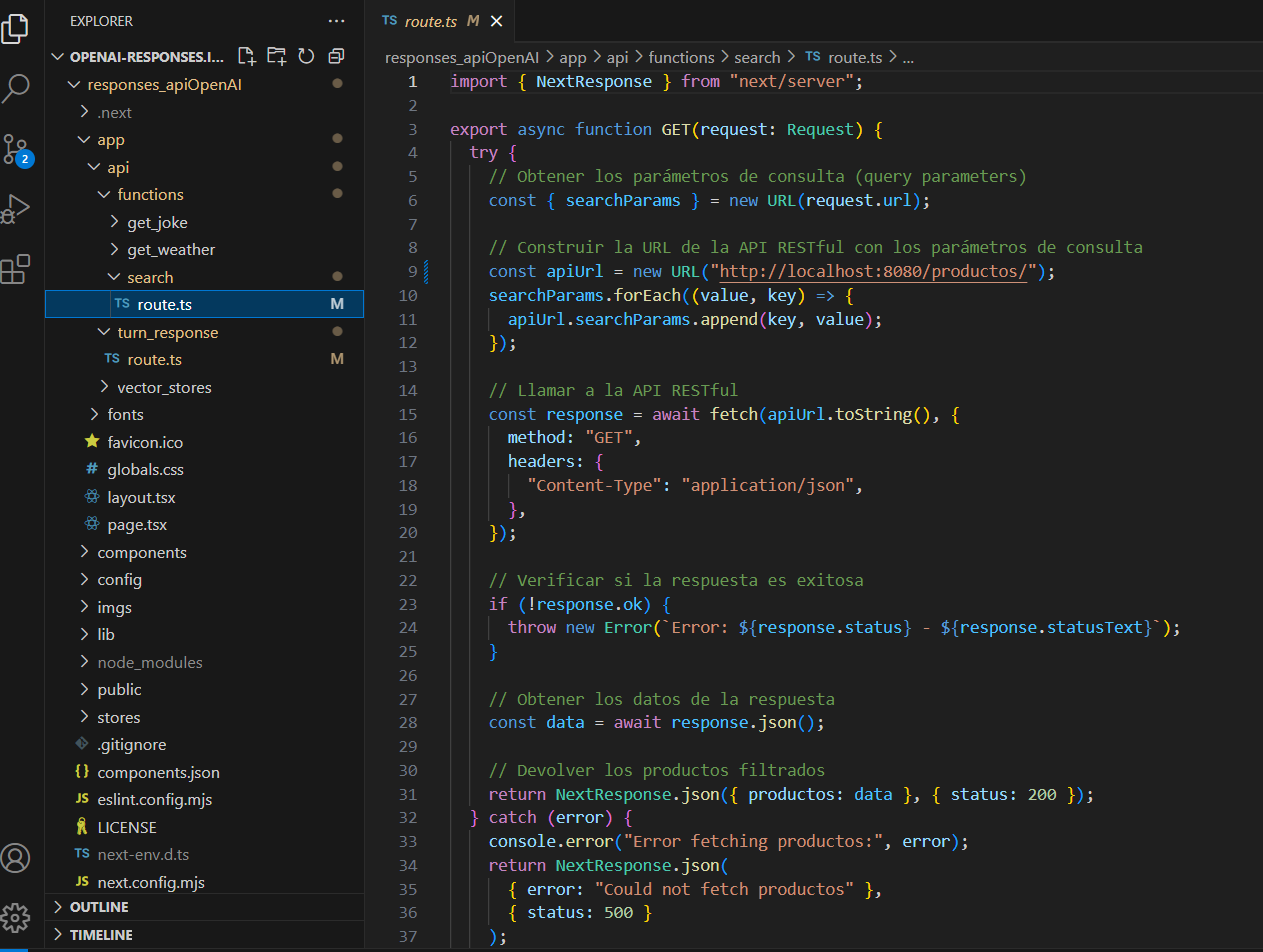 EXPLORER
OPENAI-RESPONSES.I...
responses_apiOpenAI
.next
app
api
functions
get_joke
get_weather
search
TS route.ts M
turn_response
TS route.ts M
vector_stores
fonts
favicon.ico
# globals.css
layout.tsx
page.tsx
components
config
imgs
lib
node_modules
public
stores
.gitignore
{} components.json
JS eslint.config.mjs
LICENSE
TS next-env.d.ts
JS next.config.mjs
OUTLINE
TIMELINE
2
TS route.ts M
responses_apiOpenAI > app > api > functions > search > TS route.ts > ...
1 import { NextResponse } from "next/server";
2
3 export async function GET(request: Request) {
4 try {
5 // Obtener los parámetros de consulta (query parameters)
6 const { searchParams } = new URL(request.url);
7
8 // Construir la URL de la API RESTful con los parámetros de consulta
9 const apiUrl = new URL("http://localhost:8080/productos/");
10 searchParams.forEach((value, key) => {
11 apiUrl.searchParams.append(key, value);
12 });
13
14 // Llamar a la API RESTful
15 const response = await fetch(apiUrl.toString(), {
16 method: "GET",
17 headers: {
18 "Content-Type": "application/json",
19 },
20 });
21
22 // Verificar si la respuesta es exitosa
23 if (!response.ok) {
24 throw new Error(`Error: ${response.status} - ${response.statusText}`);
25 }
26
27 // Obtener los datos de la respuesta
28 const data = await response.json();
29
30 // Devolver los productos filtrados
31 return NextResponse.json({ productos: data }, { status: 200 });
32 } catch (error) {
33 console.error("Error fetching productos:", error);
34 return NextResponse.json(
35 { error: "Could not fetch productos" },
36 { status: 500 }
37 );